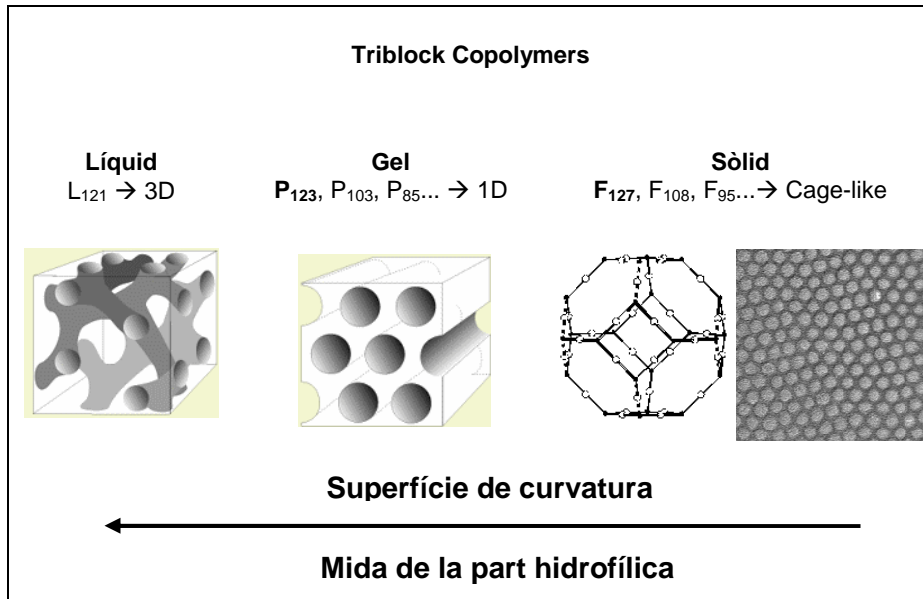 Triblock Copolymers
Líquid
L₁₂₁ → 3D
Gel
P₁₂₃, P₁₀₃, P₈₅... → 1D
Sòlid
F₁₂₇, F₁₀₈, F₉₅...→ Cage-like
Superfície de curvatura
Mida de la part hidrofílica